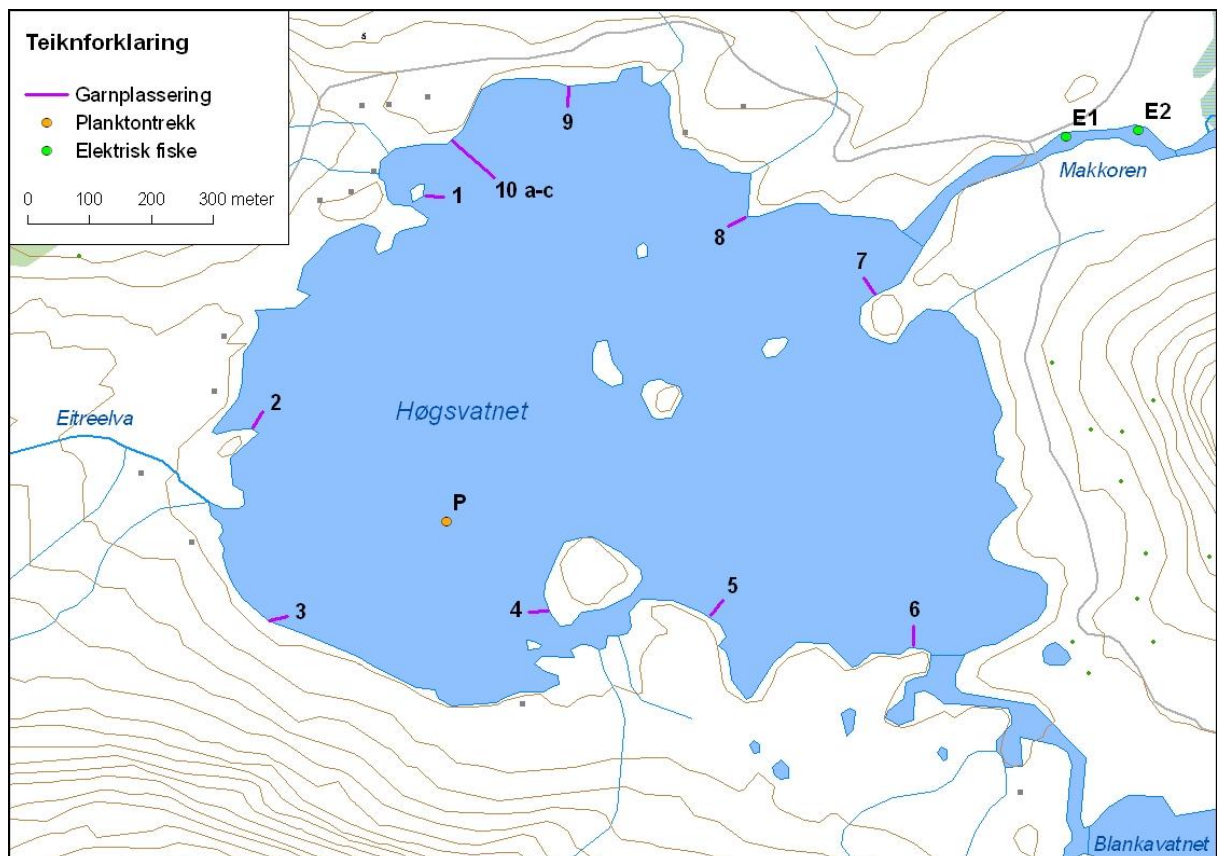 Teiknforklaring
Garnplassering
Planktontrekk
Elektrisk fiske
0 100 200 300 meter
9
E1 E2
Makkoren
1
10 a-c
8
7
2
Høgsvatnet
Eitreelva
P
3
4
5
6
Blankavatnet